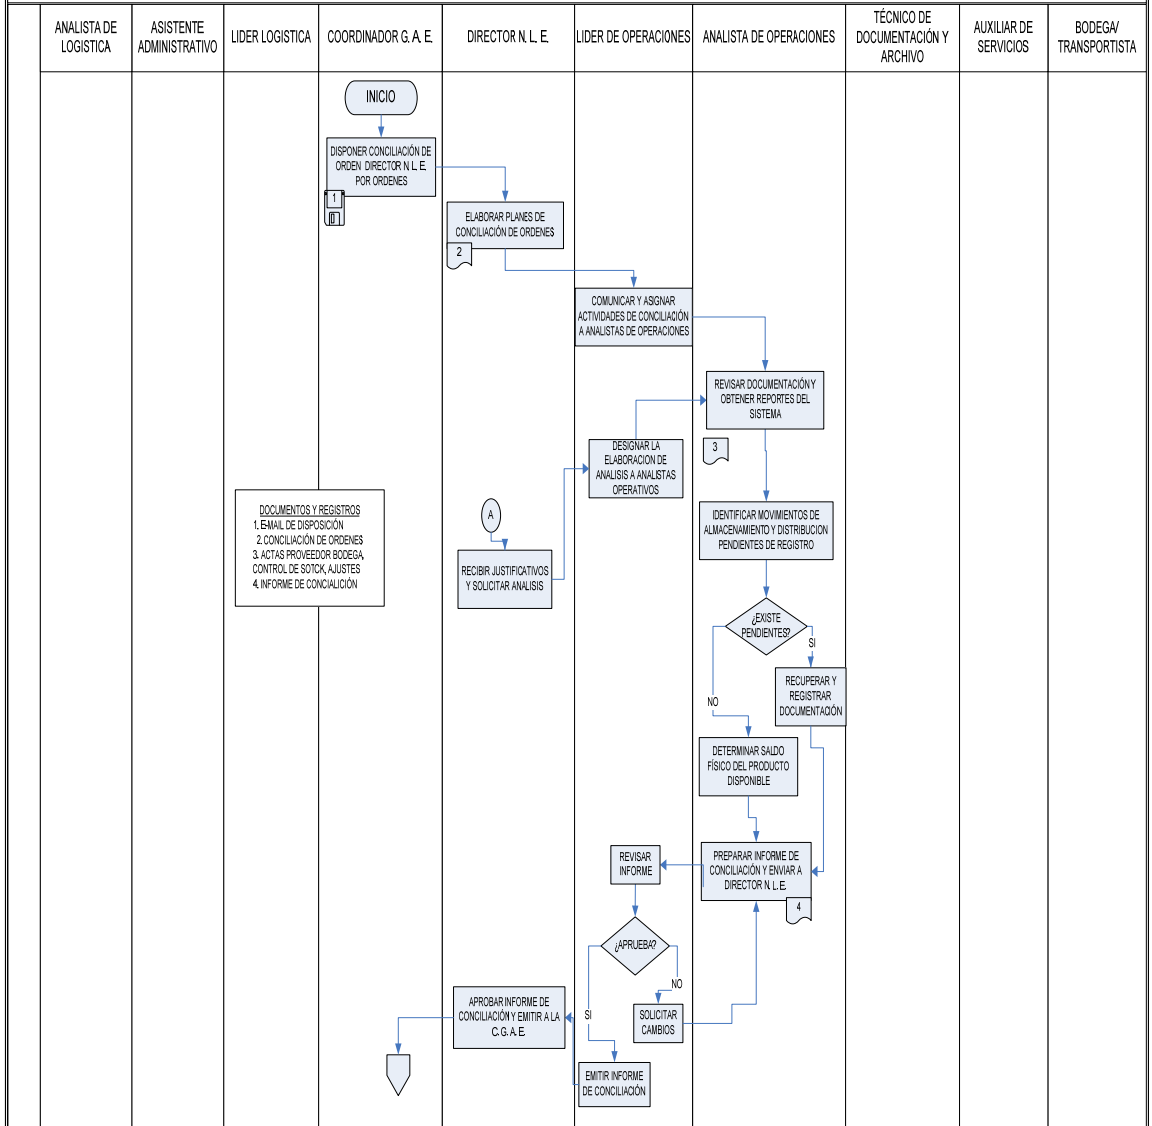 ANALISTA DE
LOGISTICA
ASISTENTE
ADMINISTRATIVO
LIDER LOGISTICA
COORDINADOR G. A. E.
DIRECTOR N. L. E.
LIDER DE OPERACIONES
ANALISTA DE OPERACIONES
TÉCNICO DE
DOCUMENTACIÓN Y
ARCHIVO
AUXILIAR DE
SERVICIOS
BODEGA/
TRANSPORTISTA
INICIO
DISPONER CONCILIACIÓN DE
ORDEN DIRECTOR N. L. E.
POR ORDENES
1
ELABORAR PLANES DE
CONCILIACIÓN DE ORDENES
2
COMUNICAR Y ASIGNAR
ACTIVIDADES DE CONCILIACIÓN
A ANALISTAS DE OPERACIONES
REVISAR DOCUMENTACIÓN Y
OBTENER REPORTES DEL
SISTEMA
3
DESIGNAR LA
ELABORACION DE
ANALISIS A ANALISTAS
OPERATIVOS
DOCUMENTOS Y REGISTROS
1. E-MAIL DE DISPOSICIÓN
2. CONCILIACIÓN DE ORDENES
3. ACTAS PROVEEDOR BODEGA,
CONTROL DE SOTCK, AJUSTES
4. INFORME DE CONCIALICIÓN
A
RECIBIR JUSTIFICATIVOS
Y SOLICITAR ANALISIS
IDENTIFICAR MOVIMIENTOS DE
ALMACENAMIENTO Y DISTRIBUCION
PENDIENTES DE REGISTRO
¿EXISTE
PENDIENTES?
SI
NO
RECUPERAR Y
REGISTRAR
DOCUMENTACIÓN
DETERMINAR SALDO
FÍSICO DEL PRODUCTO
DISPONIBLE
PREPARAR INFORME DE
CONCILIACIÓN Y ENVIAR A
DIRECTOR N. L. E.
4
REVISAR
INFORME
¿APRUEBA?
NO
SI
SOLICITAR
CAMBIOS
APROBAR INFORME DE
CONCILIACIÓN Y EMITIR A LA
C. G. A. E.
EMITIR INFORME
DE CONCILIACIÓN